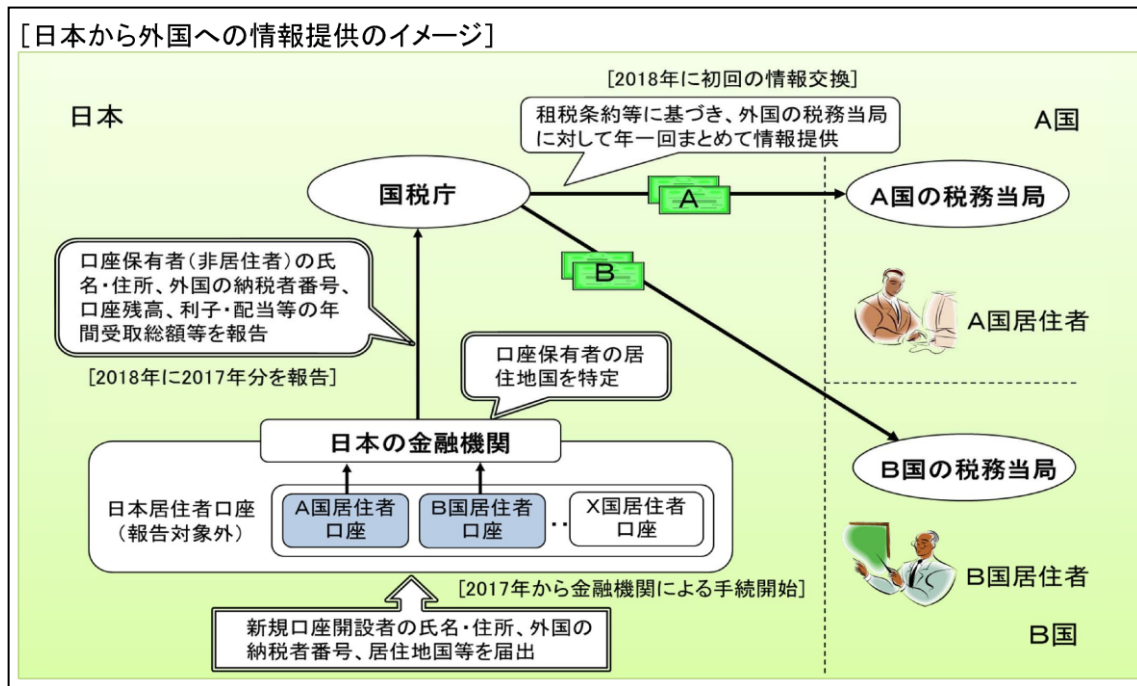 [日本から外国への情報提供のイメージ]
[2018年に初回の情報交換]
日本
租税条約等に基づき、外国の税務当局
に対して年一回まとめて情報提供
A国
国税庁
A
A国の税務当局
B
口座保有者(非居住者)の氏
名・住所、外国の納税者番号、
口座残高、利子・配当等の年
間受取総額等を報告
A国居住者
[2018年に2017年分を報告]
口座保有者の居
住地国を特定
日本の金融機関
B国の税務当局
日本居住者口座
(報告対象外)
A国居住者
口座
B国居住者
口座
‥
X国居住者
口座
[2017年から金融機関による手続開始]
B国居住者
新規口座開設者の氏名・住所、外国の
納税者番号、居住地国等を届出
B国